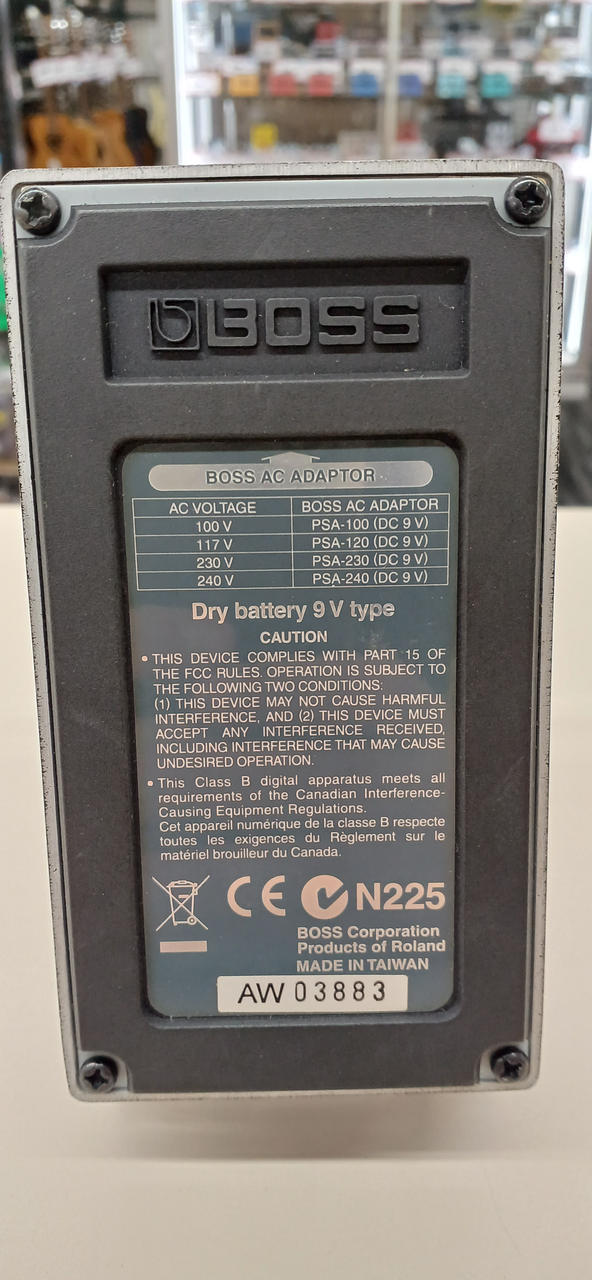 BOSS
BOSS AC ADAPTOR
AC VOLTAGE BOSS AC ADAPTOR
100 V PSA-100 (DC 9 V)
117 V PSA-120 (DC 9 V)
230 V PSA-230 (DC 9 V)
240 V PSA-240 (DC 9 V)
Dry battery 9 V type
CAUTION
• THIS DEVICE COMPLIES WITH PART 15 OF
THE FCC RULES. OPERATION IS SUBJECT TO
THE FOLLOWING TWO CONDITIONS:
(1) THIS DEVICE MAY NOT CAUSE HARMFUL
INTERFERENCE, AND (2) THIS DEVICE MUST
ACCEPT ANY INTERFERENCE RECEIVED,
INCLUDING INTERFERENCE THAT MAY CAUSE
UNDESIRED OPERATION.
• This Class B digital apparatus meets all
requirements of the Canadian Interference-
Causing Equipment Regulations.
Cet appareil numérique de la classe B respecte
toutes les exigences du Règlement sur le
matériel brouilleur du Canada.
CE N225
BOSS Corporation
Products of Roland
MADE IN TAIWAN
AW 03883